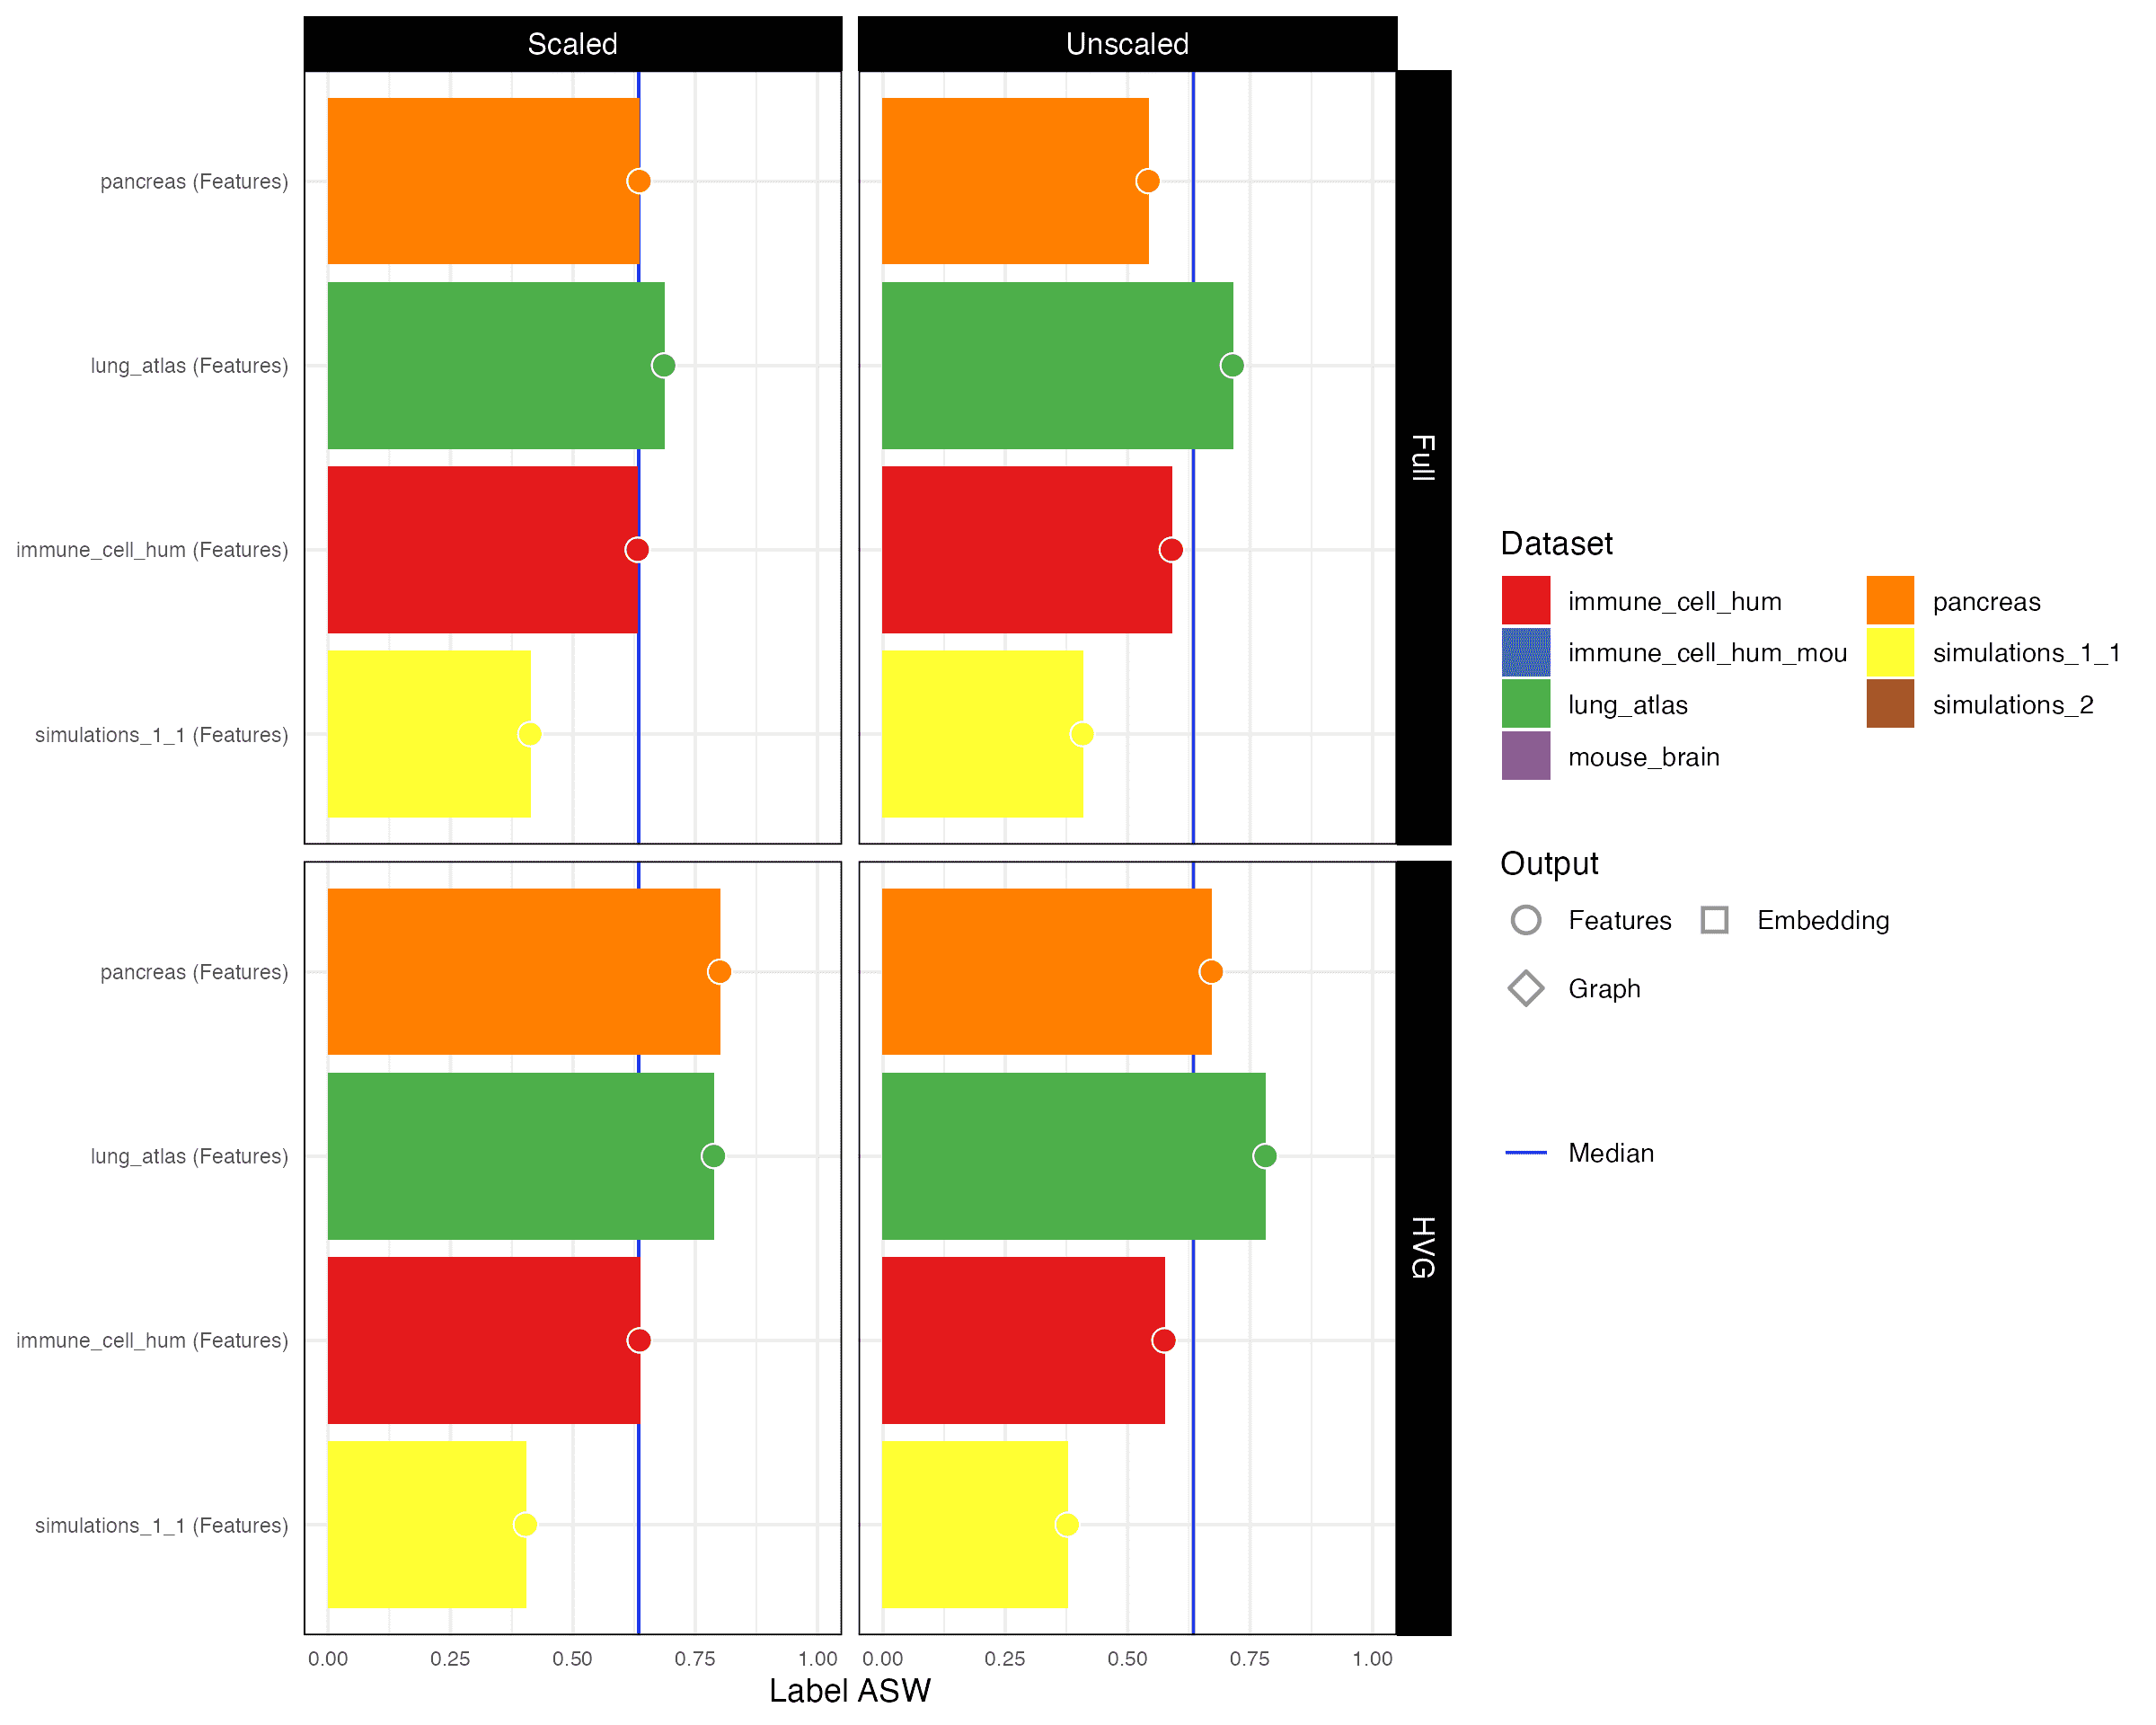 Scaled
Unscaled
Full
pancreas (Features)
lung_atlas (Features)
immune_cell_hum (Features)
simulations_1_1 (Features)
HVG
pancreas (Features)
lung_atlas (Features)
immune_cell_hum (Features)
simulations_1_1 (Features)
0.00 0.25 0.50 0.75 1.00
0.00 0.25 0.50 0.75 1.00
Label ASW
Dataset
immune_cell_hum
immune_cell_hum_mou
lung_atlas
mouse_brain
pancreas
simulations_1_1
simulations_2
Output
Features
Embedding
Graph
Median